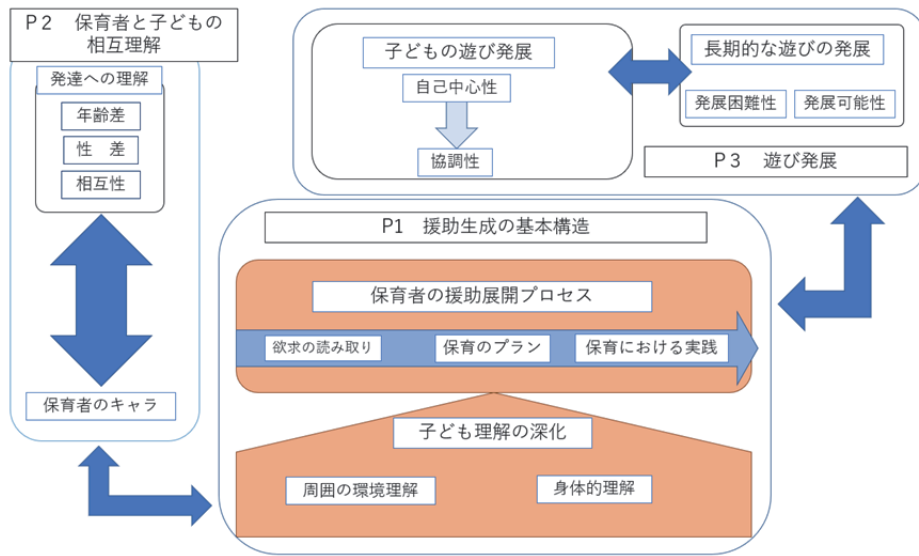 P2　保育者と子どもの
相互理解
発達への理解
年齢差
性　差
相互性
保育者のキャラ
子どもの遊び発展
自己中心性
協調性
長期的な遊びの発展
発展困難性
発展可能性
P3　遊び発展
P1　援助生成の基本構造
保育者の援助展開プロセス
欲求の読み取り
保育のプラン
保育における実践
子ども理解の深化
周囲の環境理解
身体的理解